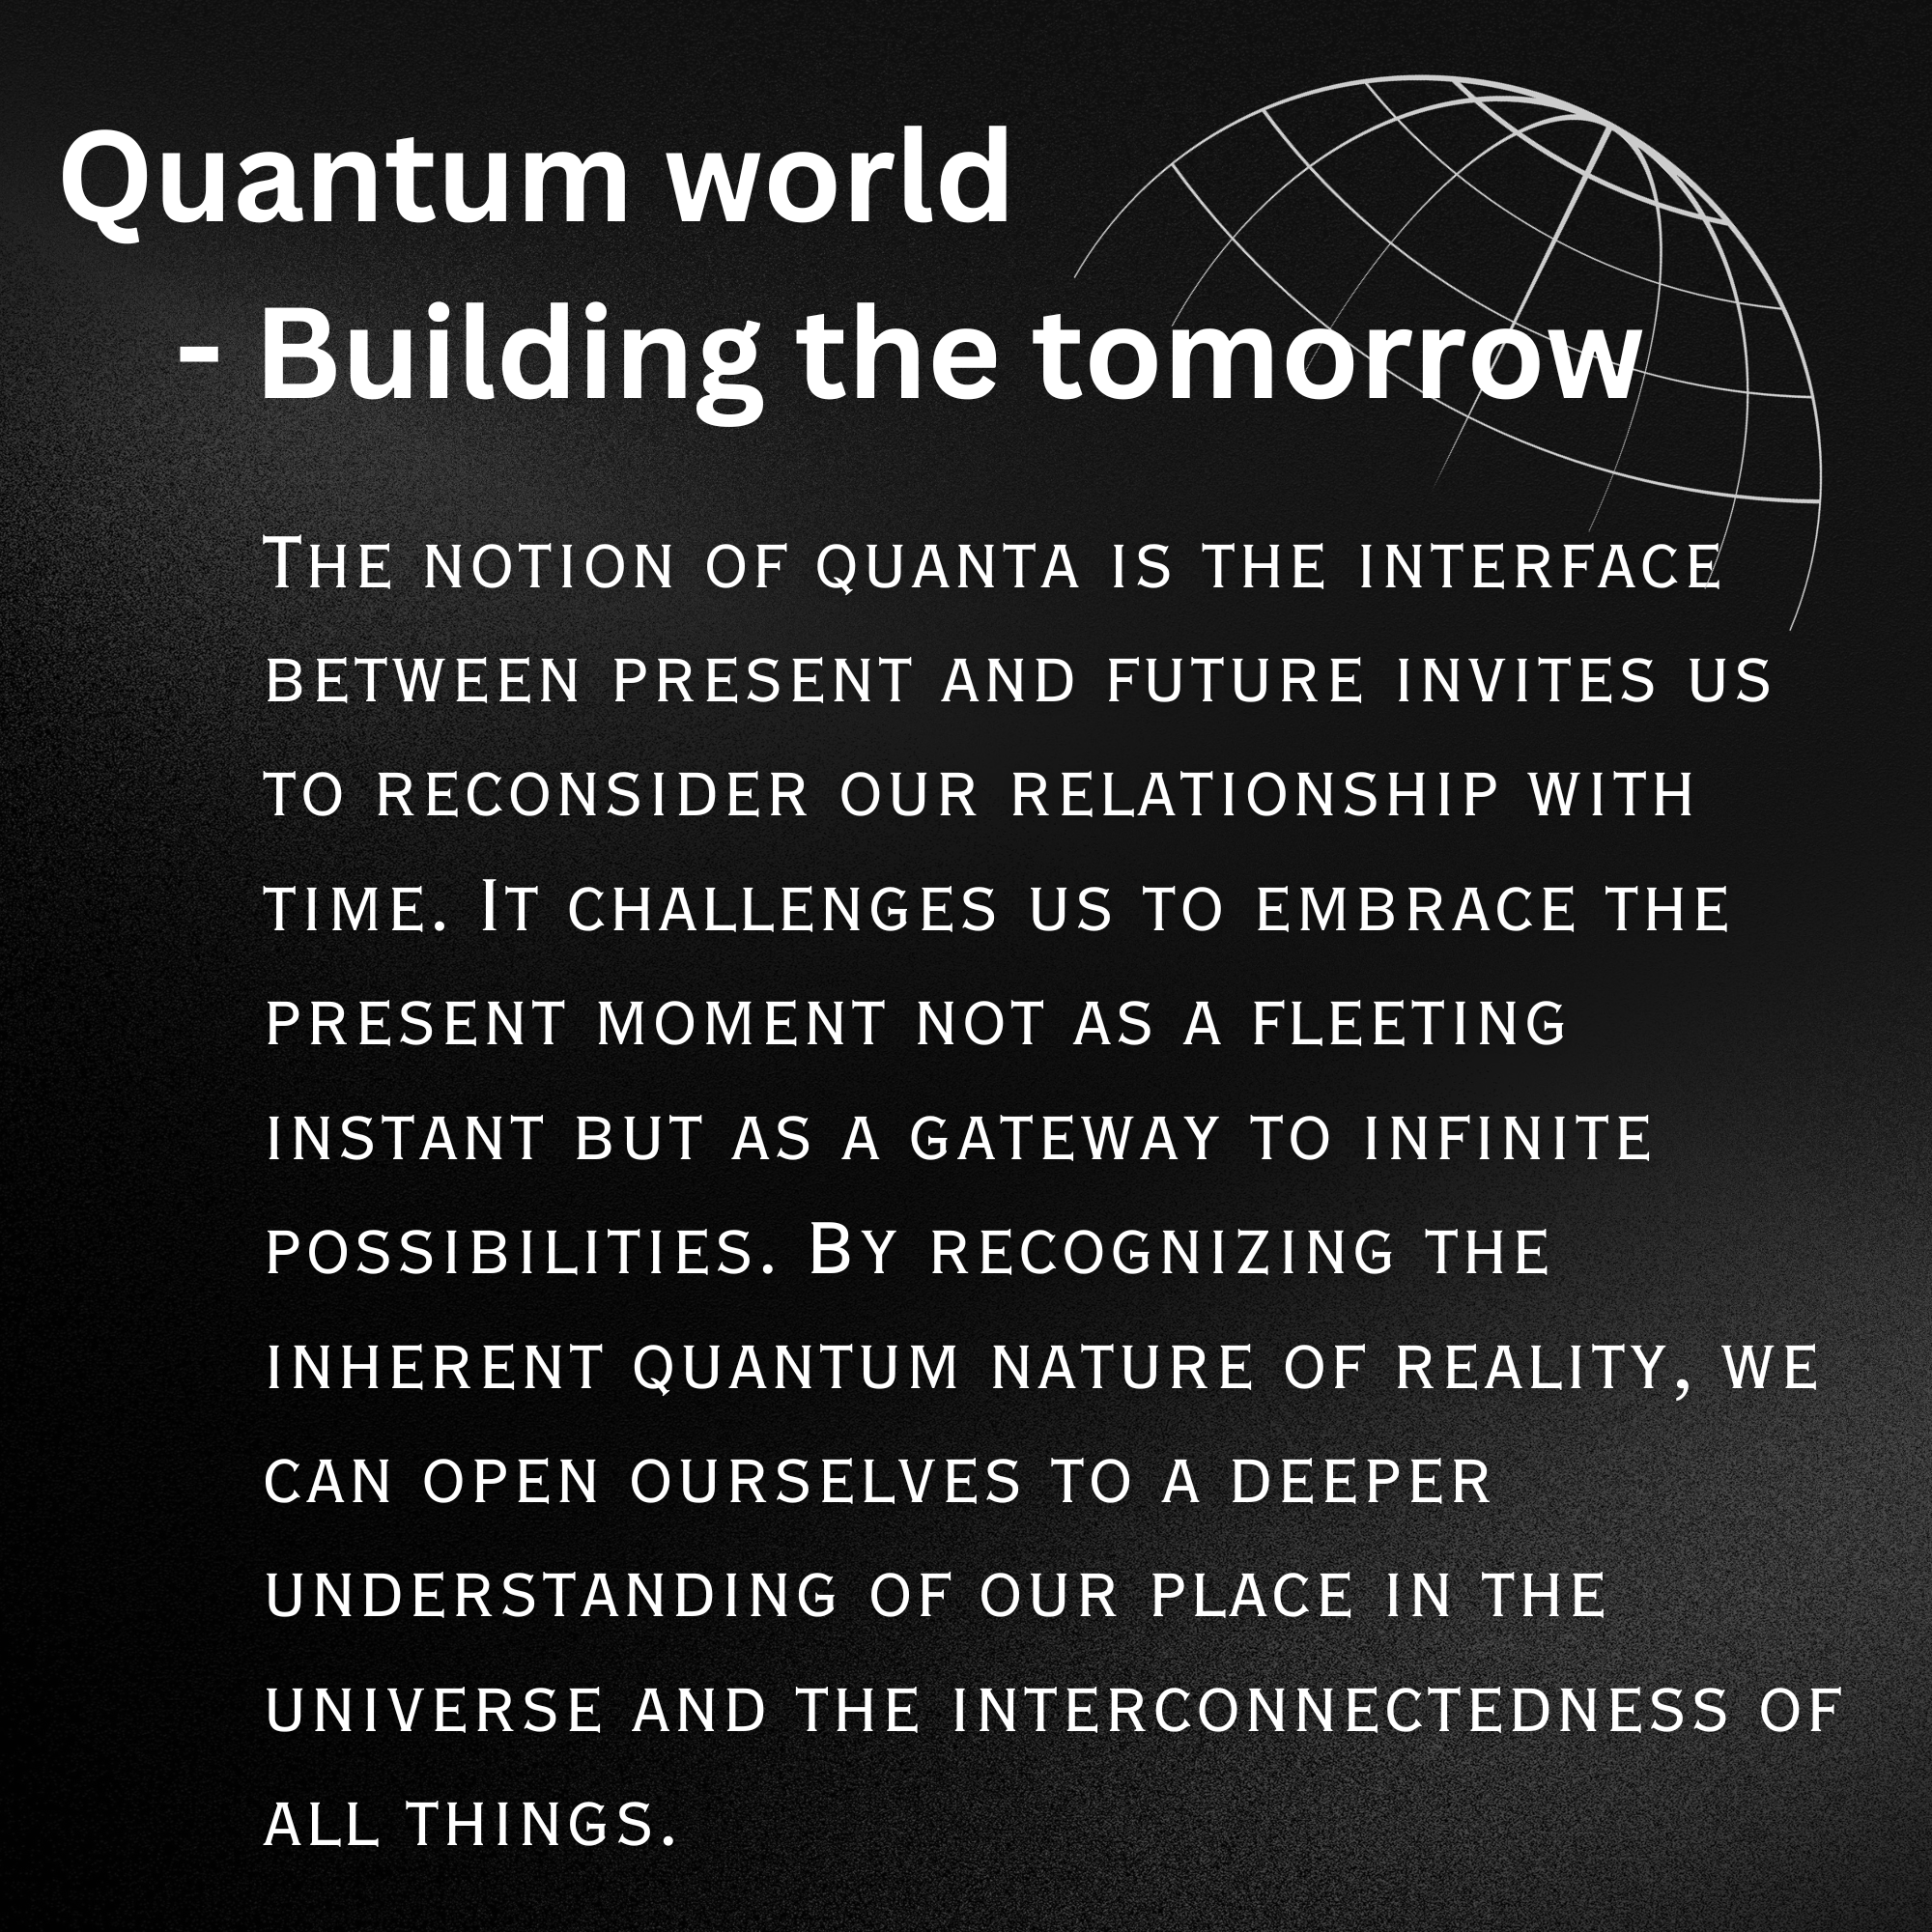 Quantum world
- Building the tomorrow
The notion of quanta is the interface
between present and future invites us
to reconsider our relationship with
time. It challenges us to embrace the
present moment not as a fleeting
instant but as a gateway to infinite
possibilities. By recognizing the
inherent quantum nature of reality, we
can open ourselves to a deeper
understanding of our place in the
universe and the interconnectedness of
all things.